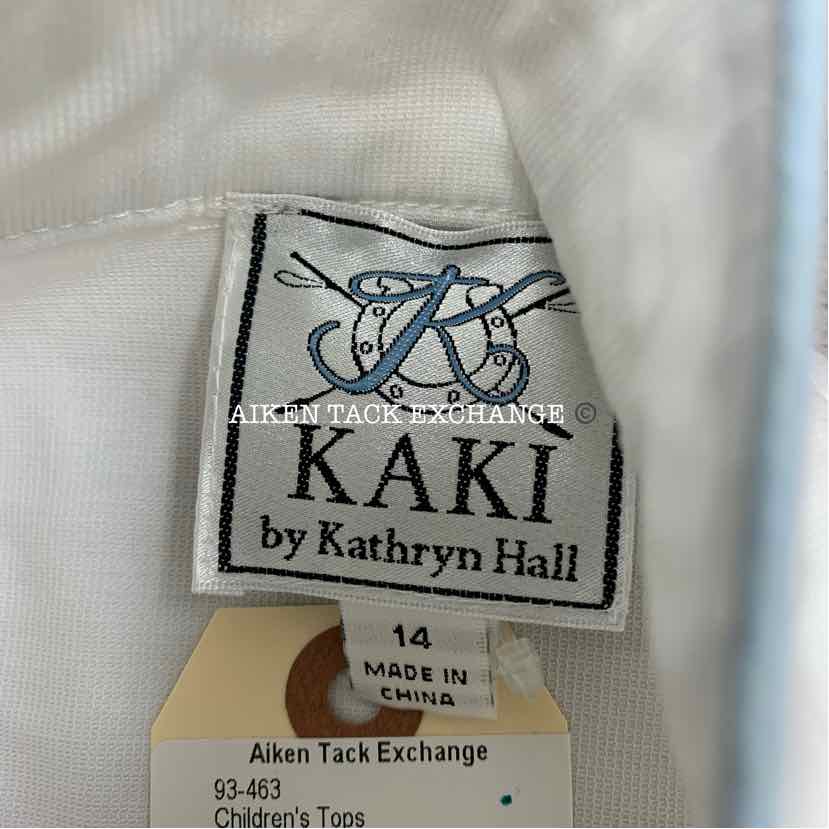 K
AIKEN TACK EXCHANGE ©
KAKI
by Kathryn Hall
14
MADE IN
CHINA
Aiken Tack Exchange
93-463
Children's Tops